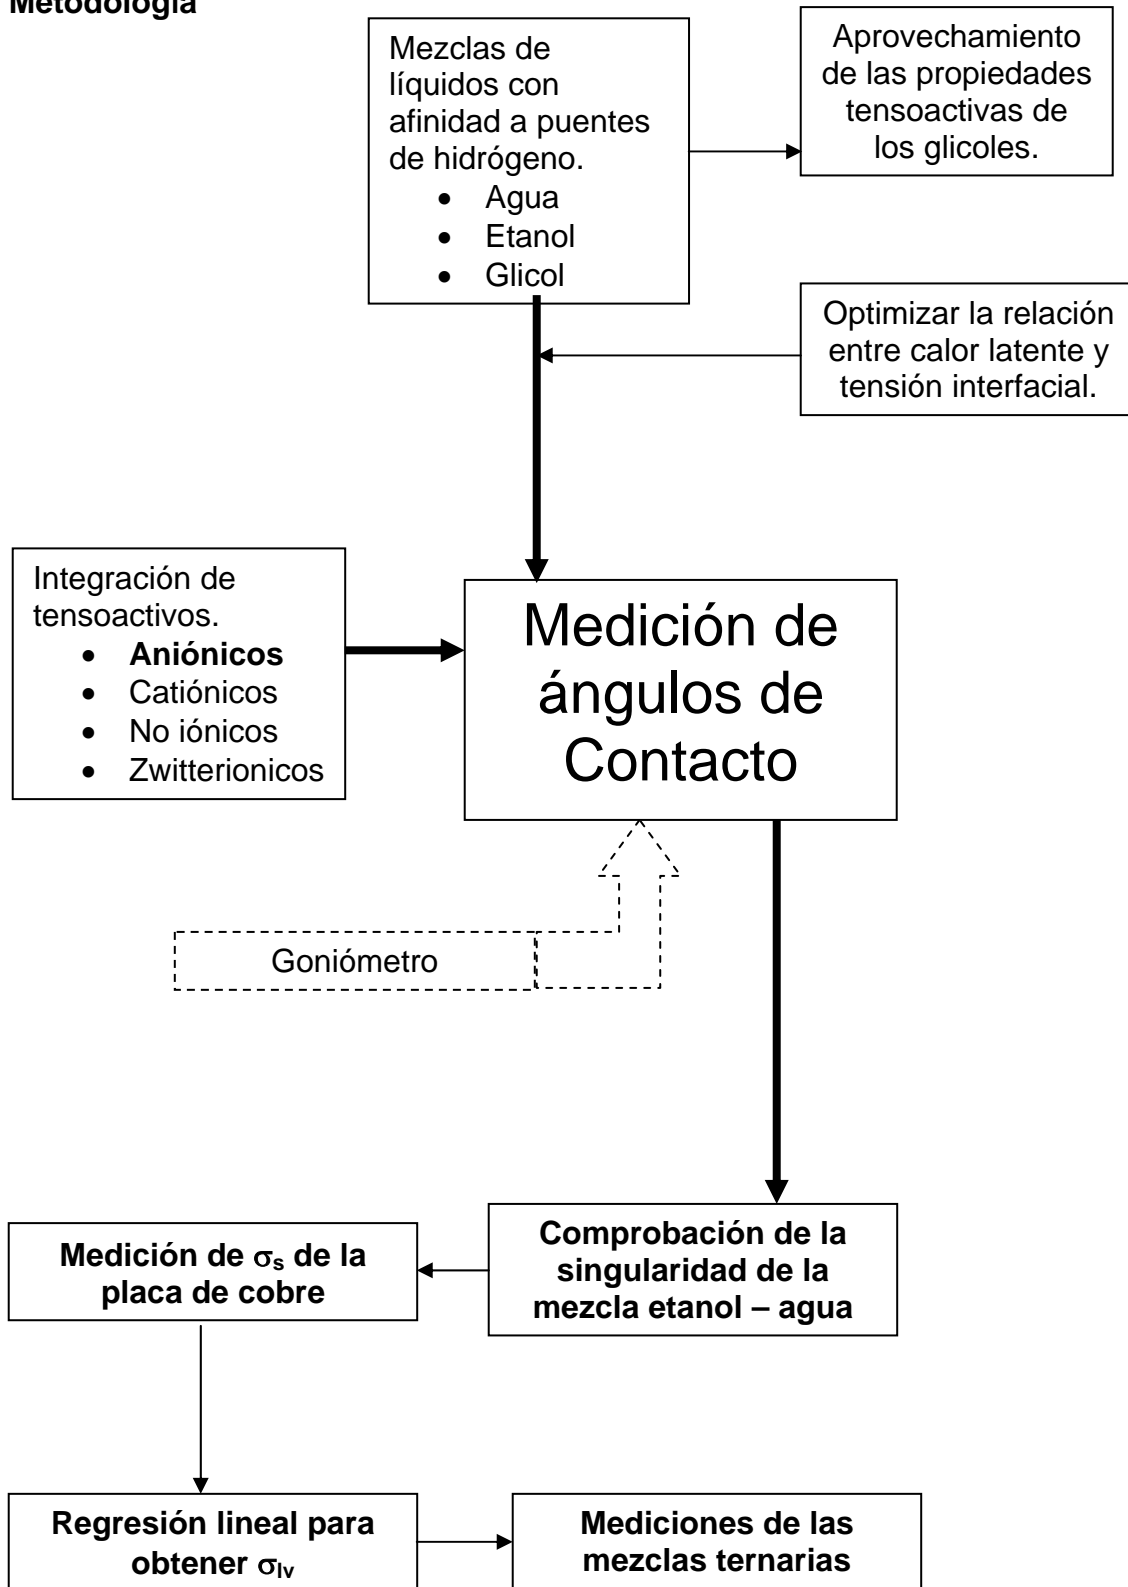 Metodología
Mezclas de
líquidos con
afinidad a puentes
de hidrógeno.
• Agua
• Etanol
• Glicol
Aprovechamiento
de las propiedades
tensoactivas de
los glicoles.
Optimizar la relación
entre calor latente y
tensión interfacial.
Integración de
tensoactivos.
• Aniónicos
• Catiónicos
• No iónicos
• Zwitterionicos
Medición de
ángulos de
Contacto
Goniómetro
Comprobación de la
singularidad de la
mezcla etanol – agua
Medición de σs de la
placa de cobre
Regresión lineal para
obtener σlv
Mediciones de las
mezclas ternarias